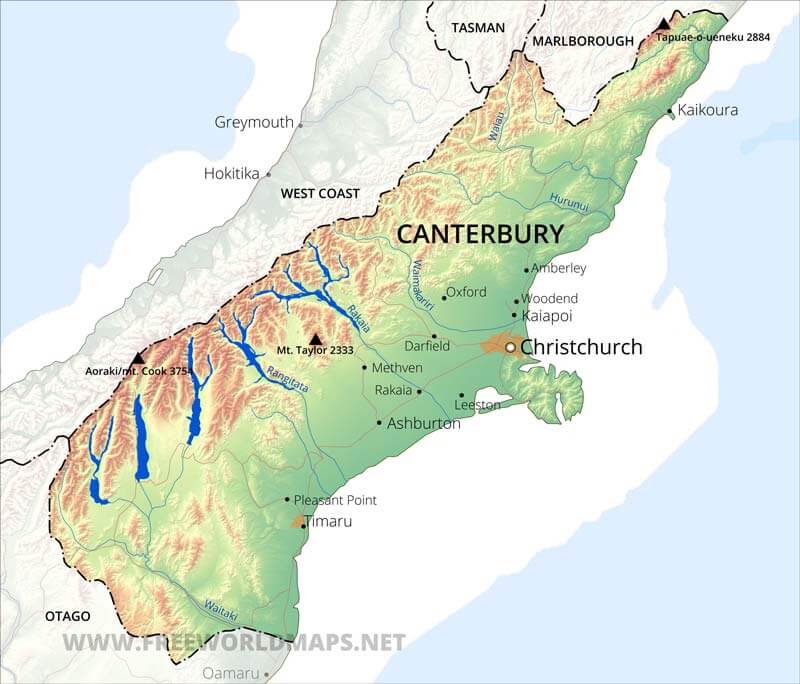 TASMAN
MARLBOROUGH
Tapuae-o-ueneku 2884
Kaikoura
Greymouth
Waiau
Hokitika
WEST COAST
Hurunui
CANTERBURY
Waimakariri
Amberley
Oxford
Woodend
Kaiapoi
Rakaia
Darfield
Christchurch
Mt. Taylor 2333
Aoraki/mt. Cook 3754
Methven
Rangitata
Rakaia
Leeston
Ashburton
Pleasant Point
Timaru
Waitaki
OTAGO
WWW.FREEWORLDMAPS.NET
Oamaru